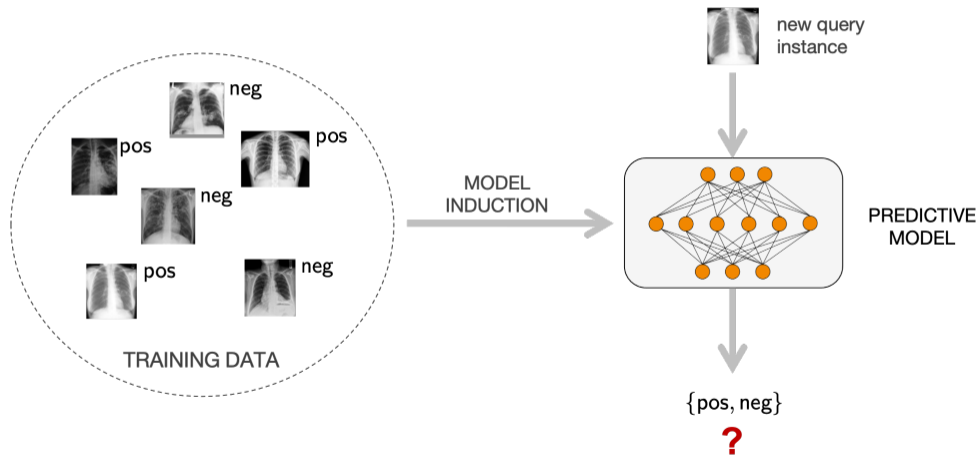 new query
instance
neg
pos
pos
neg
pos
neg
TRAINING DATA
MODEL
INDUCTION
PREDICTIVE
MODEL
{pos, neg}
?